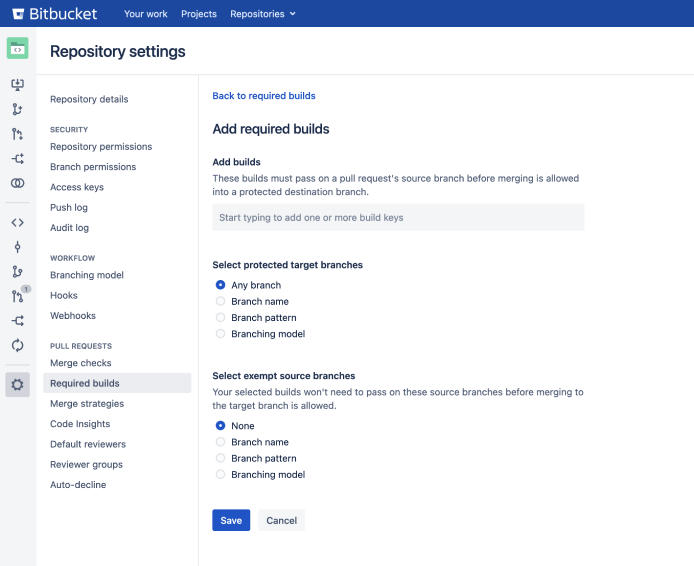 Bitbucket
Your work
Projects
Repositories
Repository settings
Repository details
SECURITY
Repository permissions
Branch permissions
Access keys
Push log
Audit log
WORKFLOW
Branching model
Hooks
Webhooks
PULL REQUESTS
Merge checks
Required builds
Merge strategies
Code Insights
Default reviewers
Reviewer groups
Auto-decline
1
Back to required builds
Add required builds
Add builds
These builds must pass on a pull request's source branch before merging is allowed
into a protected destination branch.
Start typing to add one or more build keys
Select protected target branches
Any branch
Branch name
Branch pattern
Branching model
Select exempt source branches
Your selected builds won't need to pass on these source branches before merging to
the target branch is allowed.
None
Branch name
Branch pattern
Branching model
Save
Cancel